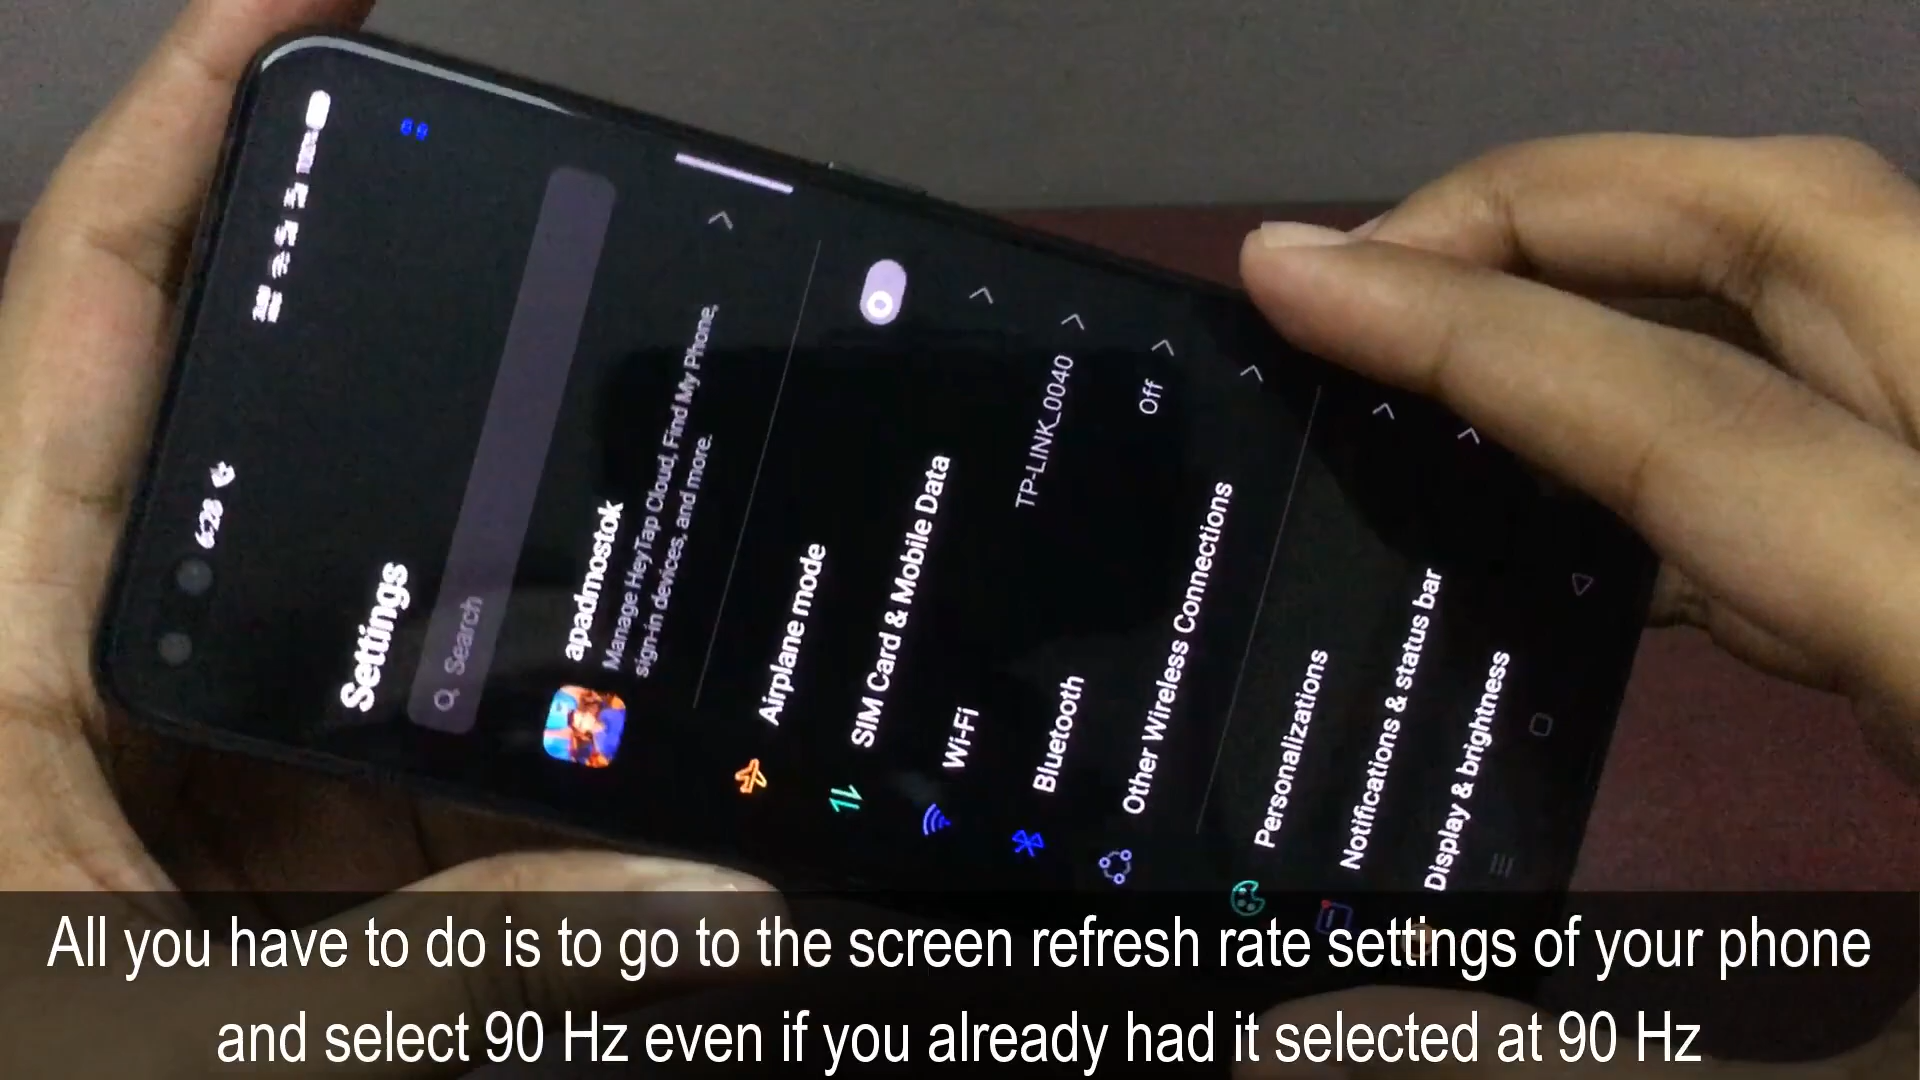 6:28
Settings
Search
apadmostok
Manage HeyTap Cloud, Find My Phone,
sign-in devices, and more.
Airplane mode
SIM Card & Mobile Data
Wi-Fi
TP-LINK_0040
Bluetooth
Off
Other Wireless Connections
Personalizations
Notifications & status bar
Display & brightness
All you have to do is to go to the screen refresh rate settings of your phone
and select 90 Hz even if you already had it selected at 90 Hz